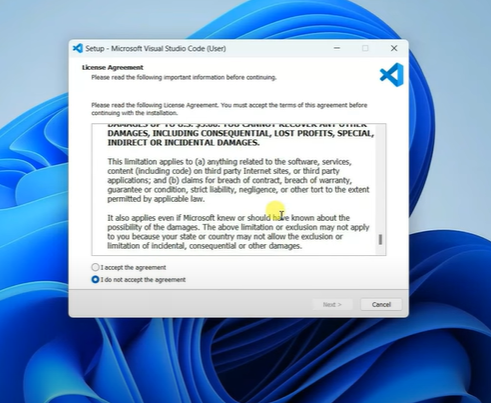 Setup - Microsoft Visual Studio Code (User)
License Agreement
Please read the following important information before continuing.
Please read the following License Agreement. You must accept the terms of this agreement before
continuing with the installation.
DAMAGES UP TO U.S. $5.00. YOU CANNOT RECOVER ANY OTHER
DAMAGES, INCLUDING CONSEQUENTIAL, LOST PROFITS, SPECIAL,
INDIRECT OR INCIDENTAL DAMAGES.
This limitation applies to (a) anything related to the software, services,
content (including code) on third party Internet sites, or third party
applications; and (b) claims for breach of contract, breach of warranty,
guarantee or condition, strict liability, negligence, or other tort to the extent
permitted by applicable law.
It also applies even if Microsoft knew or should have known about the
possibility of the damages. The above limitation or exclusion may not apply
to you because your state or country may not allow the exclusion or
limitation of incidental, consequential or other damages.
I accept the agreement
I do not accept the agreement
Next >
Cancel